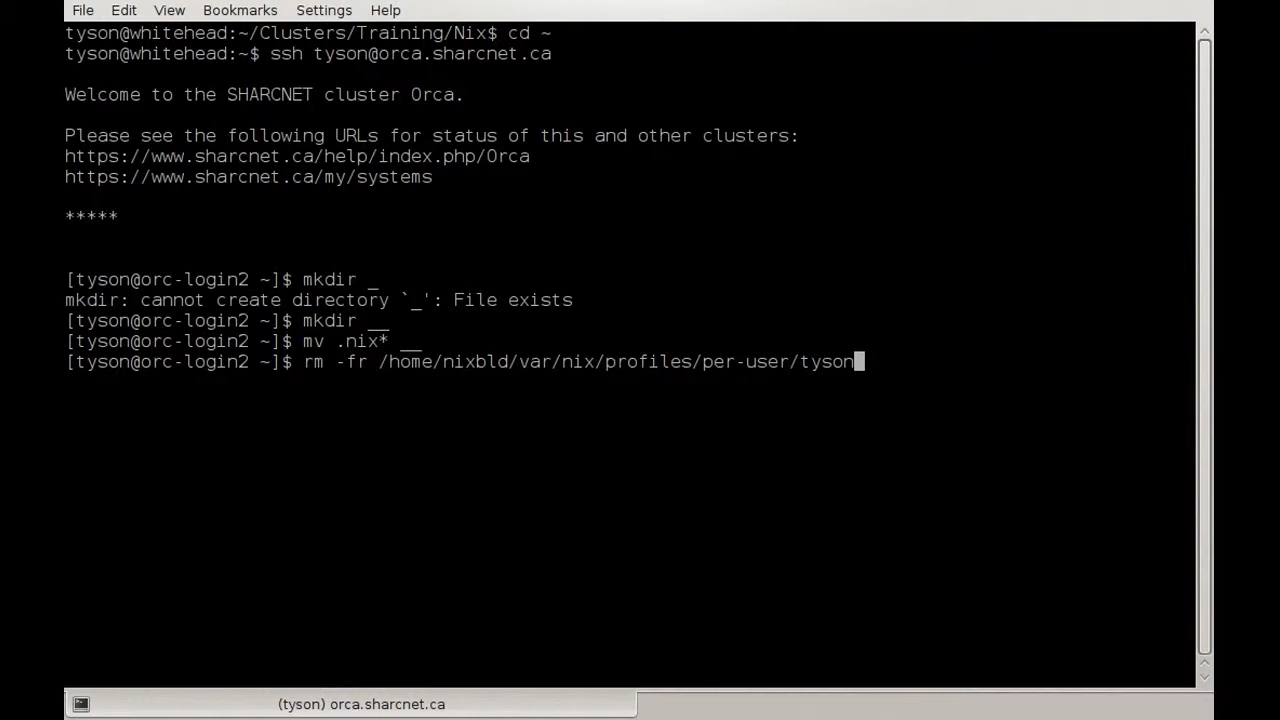 File Edit View Bookmarks Settings Help
tyson@whitehead:~/Clusters/Training/Nix$ cd ~
tyson@whitehead:~$ ssh tyson@orca.sharcnet.ca
Welcome to the SHARCNET cluster Orca.
Please see the following URLs for status of this and other clusters:
https://www.sharcnet.ca/help/index.php/Orca
https://www.sharcnet.ca/my/systems
*****
[tyson@orc-login2 ~]$ mkdir _
mkdir: cannot create directory `_': File exists
[tyson@orc-login2 ~]$ mkdir __
[tyson@orc-login2 ~]$ mv .nix* __
[tyson@orc-login2 ~]$ rm -fr /home/nixbld/var/nix/profiles/per-user/tyson
(tyson) orca.sharcnet.ca